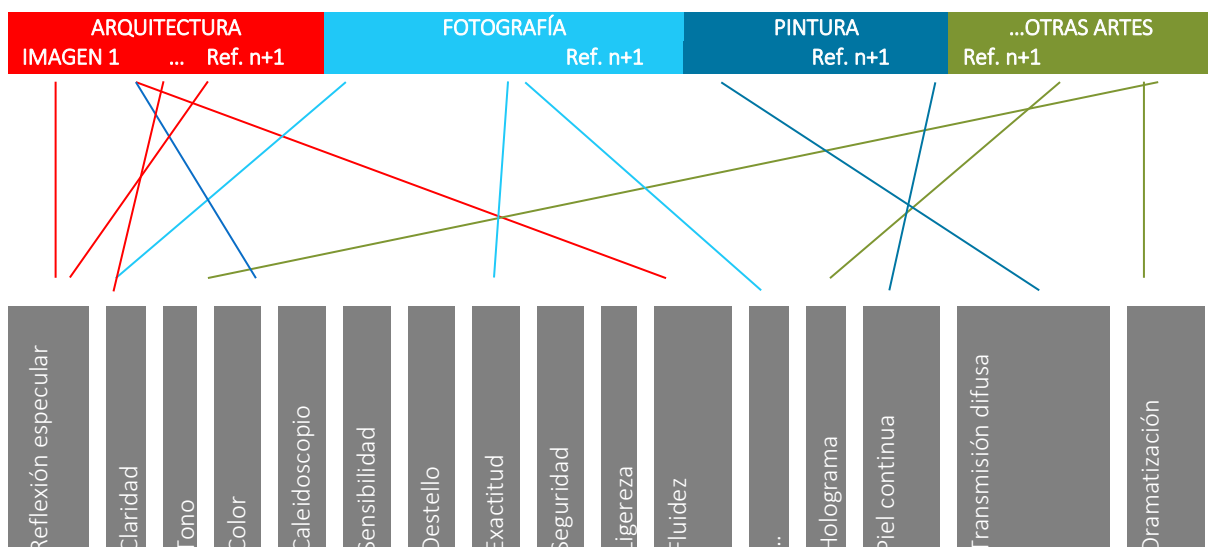 ARQUITECTURA
IMAGEN 1 ... Ref. n+1
FOTOGRAFÍA
Ref. n+1
PINTURA
Ref. n+1
...OTRAS ARTES
Ref. n+1
Reflexión especular
Claridad
Tono
Color
Caleidoscopio
Sensibilidad
Destello
Exactitud
Seguridad
Ligereza
Fluidez
...
Holograma
Piel continua
Transmisión difusa
Dramatización